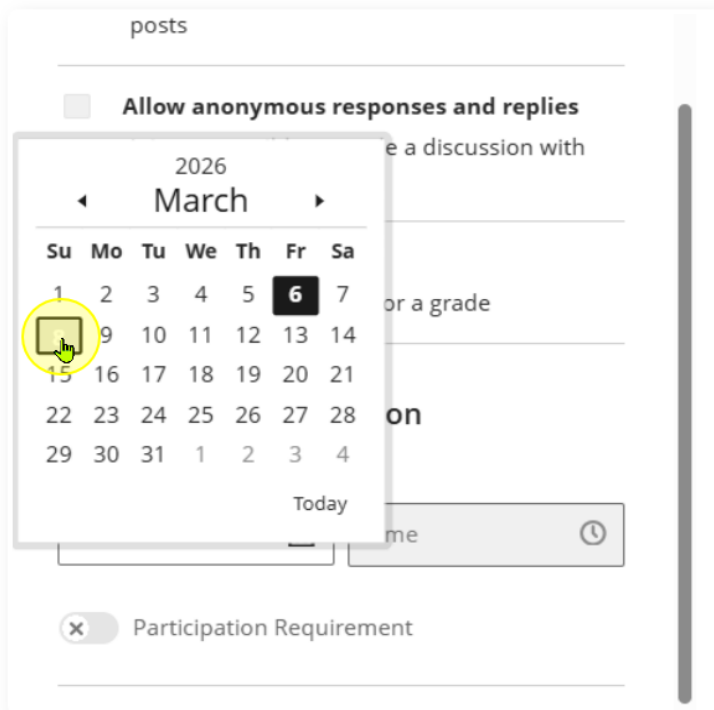 posts
Allow anonymous responses and replies
e a discussion with
2026
March
Su Mo Tu We Th Fr Sa
1 2 3 4 5 6 7
or a grade
8 9 10 11 12 13 14
15 16 17 18 19 20 21
22 23 24 25 26 27 28
on
29 30 31 1 2 3 4
Today
me
Participation Requirement